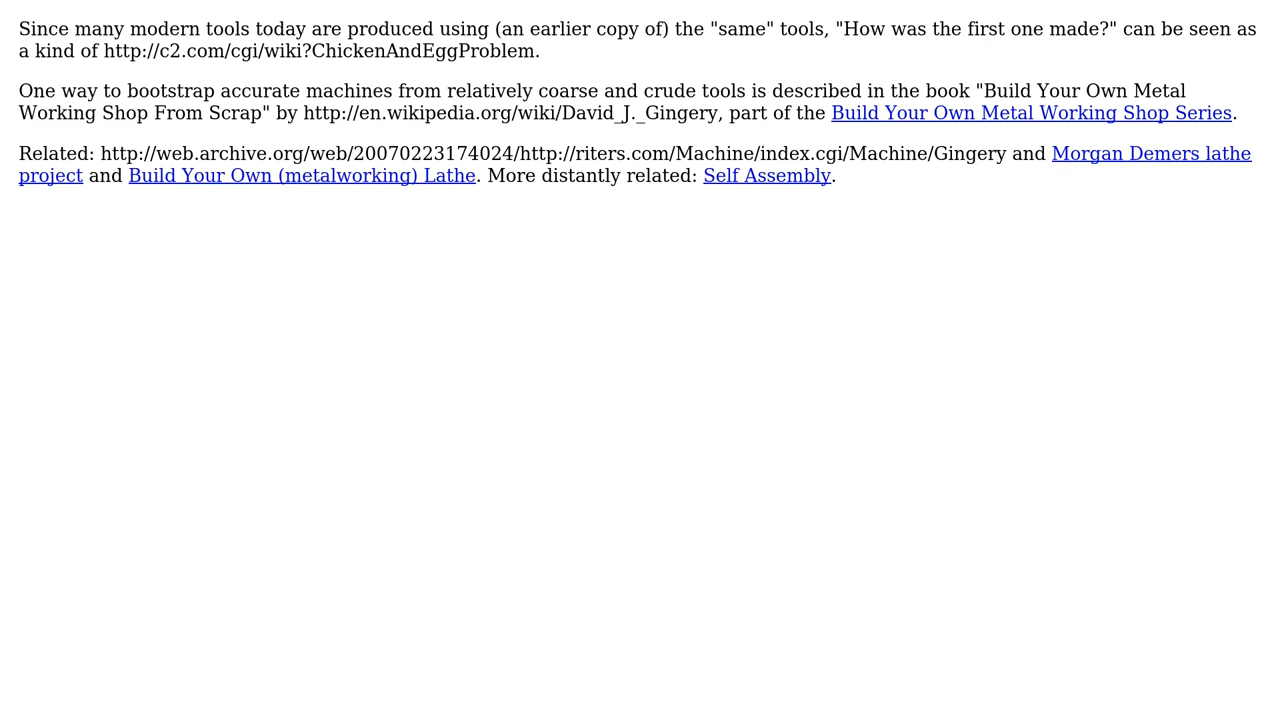 Since many modern tools today are produced using (an earlier copy of) the "same" tools, "How was the first one made?" can be seen as
a kind of http://c2.com/cgi/wiki?ChickenAndEggProblem.
One way to bootstrap accurate machines from relatively coarse and crude tools is described in the book "Build Your Own Metal
Working Shop From Scrap" by http://en.wikipedia.org/wiki/David_J._Gingery, part of the Build Your Own Metal Working Shop Series.
Related: http://web.archive.org/web/20070223174024/http://riters.com/Machine/index.cgi/Machine/Gingery and Morgan Demers lathe
project and Build Your Own (metalworking) Lathe. More distantly related: Self Assembly.